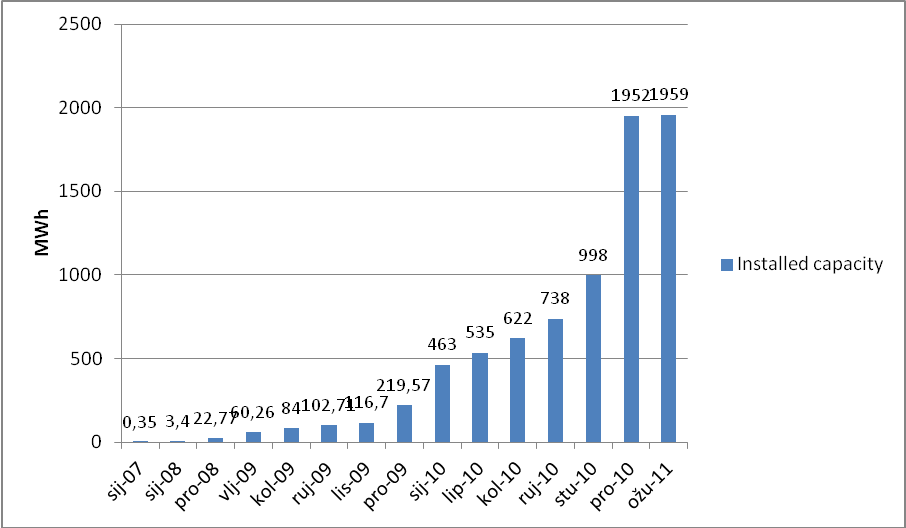 2500
2000
1500
1000
500
0
MWh
0,35
3,4
22,77
60,26
84
102,71
116,7
219,57
463
535
622
738
998
1952
1959
sij-07
sij-08
pro-08
vlj-09
kol-09
ruj-09
lis-09
pro-09
sij-10
lip-10
kol-10
ruj-10
stu-10
pro-10
ožu-11
Installed capacity